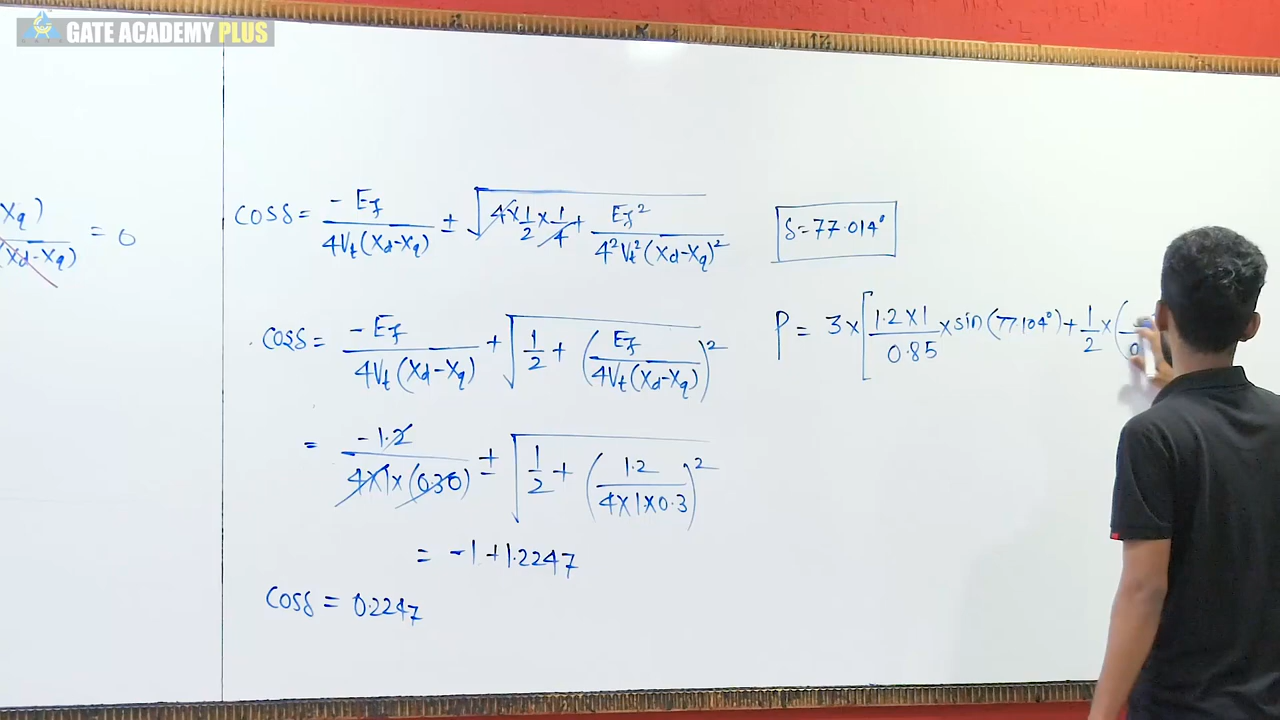 GATE ACADEMY PLUS
Xq)
(Xd-Xq) = 0
cosδ = -Ef / 4Vt(Xd-Xq) ± √(4×1/2×1/4 + Ef² / 4²Vt²(Xd-Xq)²)
cosδ = -Ef / 4Vt(Xd-Xq) + √(1/2 + (Ef / 4Vt(Xd-Xq))²)
= -1.2 / 4×1×(0.30) ± √(1/2 + (1.2 / 4×1×0.3)²)
= -1+1.2247
cosδ = 0.2247
δ=77.014°
P = 3×[1.2×1 / 0.85 ×sin(77.104°)+1/2×(